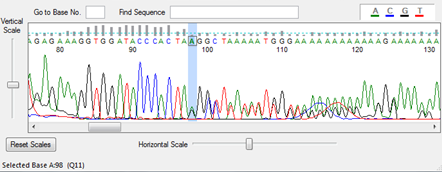 Go to Base No. Find Sequence A C G T
Vertical
Scale
AGAGAAAGGTGGATACCCACTAAGGCTAAAAATGGGAAAAAAAAAAAAGAAAAAAA
80 90 100 110 120 130
Reset Scales Horizontal Scale
Selected Base A:98 (Q11)